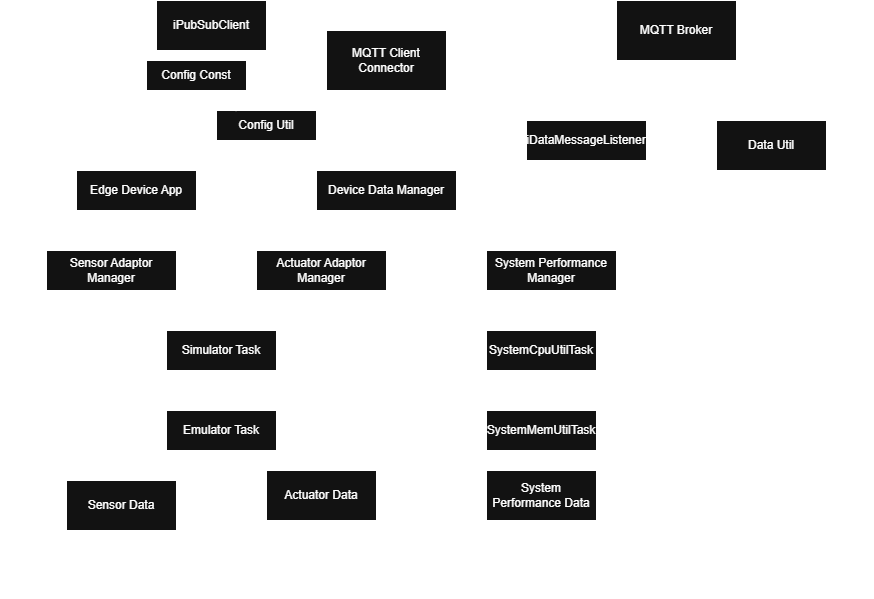 iPubSubClient
MQTT Client
Connector
MQTT Broker
Config Const
Config Util
iDataMessageListener
Data Util
Edge Device App
Device Data Manager
Sensor Adaptor
Manager
Actuator Adaptor
Manager
System Performance
Manager
Simulator Task
SystemCpuUtilTask
Emulator Task
SystemMemUtilTask
Sensor Data
Actuator Data
System
Performance Data